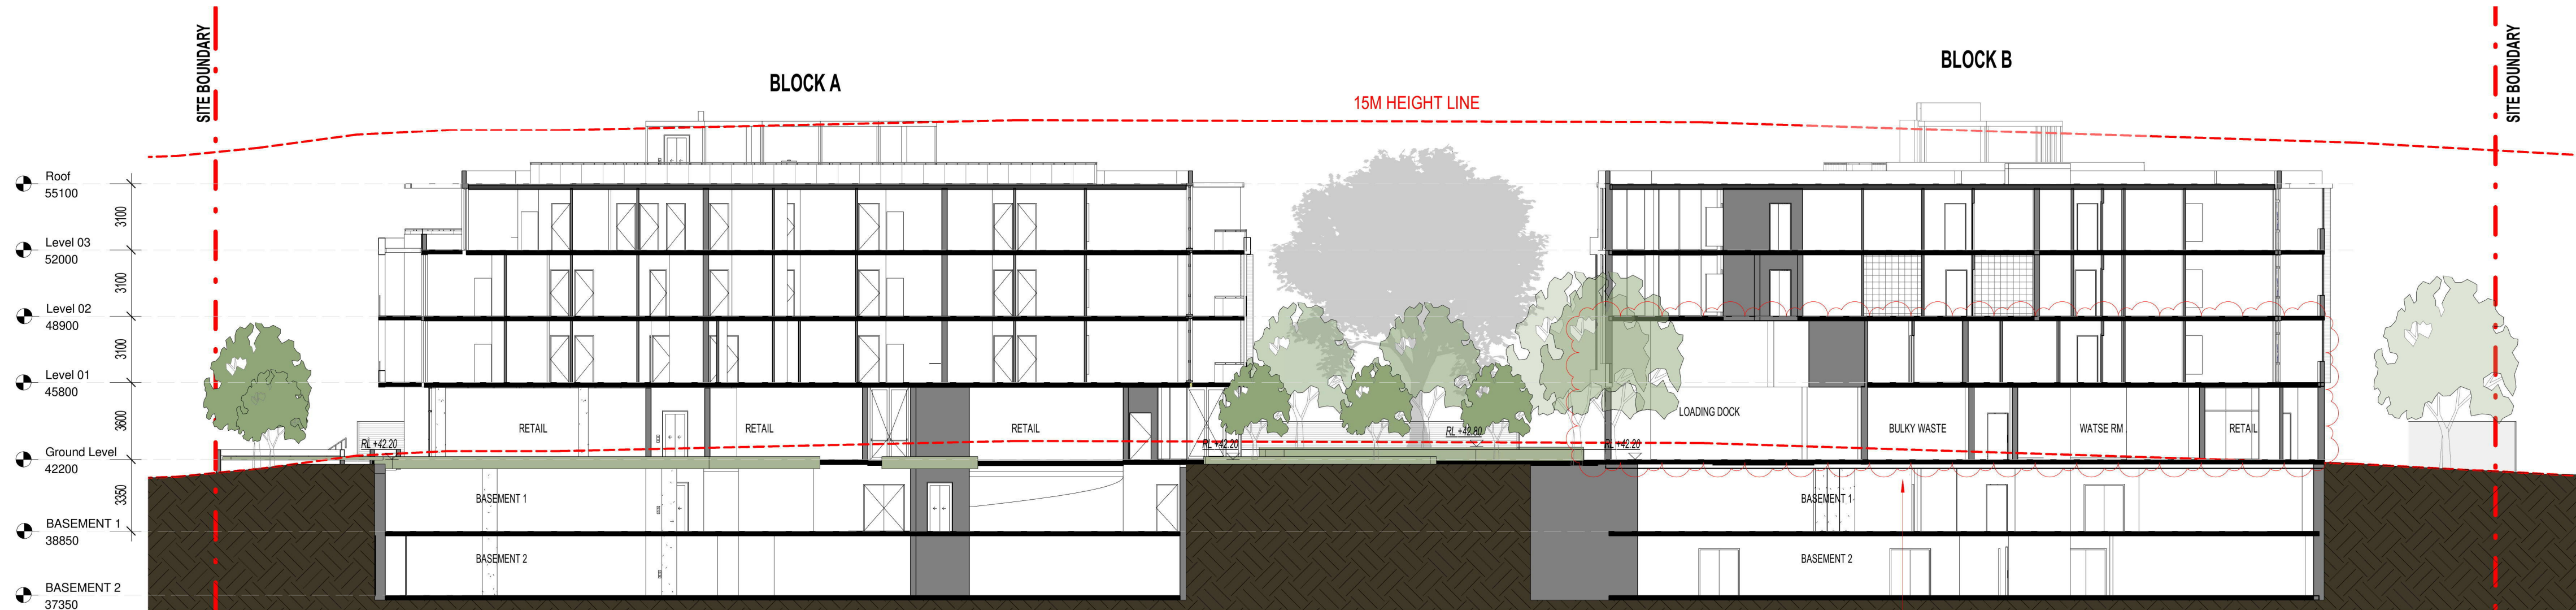 SITE BOUNDARY
BLOCK A
15M HEIGHT LINE
BLOCK B
SITE BOUNDARY
Roof
55100
3100
Level 03
52000
3100
Level 02
48900
3100
Level 01
45800
3600
Ground Level
42200
3350
BASEMENT 1
38850
BASEMENT 2
37350
RL +42.20
RETAIL
RETAIL
RETAIL
RL +42.20
RL +42.80
RL +42.20
LOADING DOCK
BULKY WASTE
WATSE RM
RETAIL
BASEMENT 1
BASEMENT 2
BASEMENT 1
BASEMENT 2